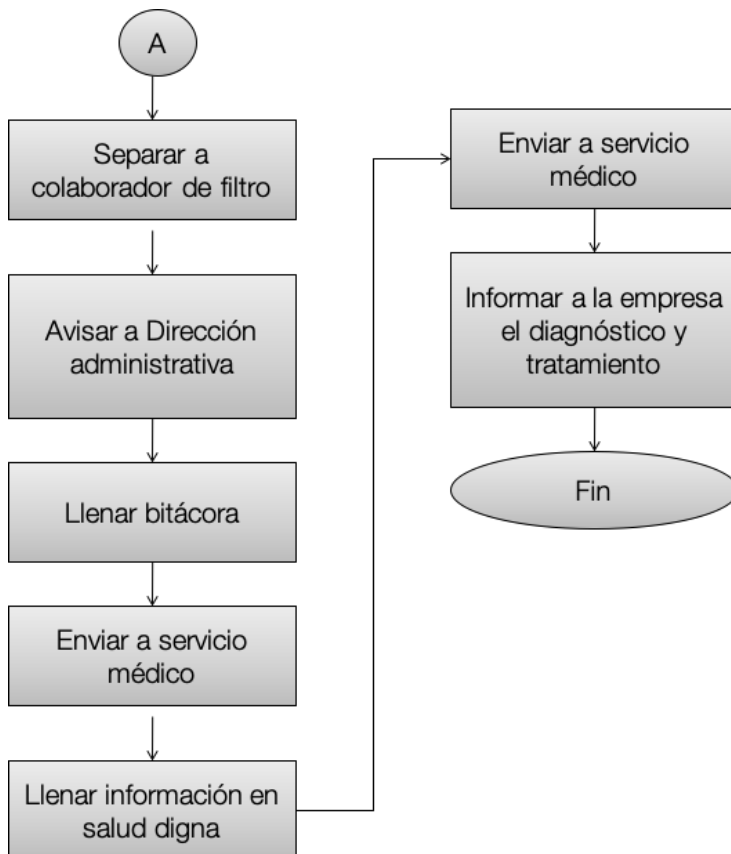 A
Separar a
colaborador de filtro
Avisar a Dirección
administrativa
Llenar bitácora
Enviar a servicio
médico
Llenar información en
salud digna
Enviar a servicio
médico
Informar a la empresa
el diagnóstico y
tratamiento
Fin